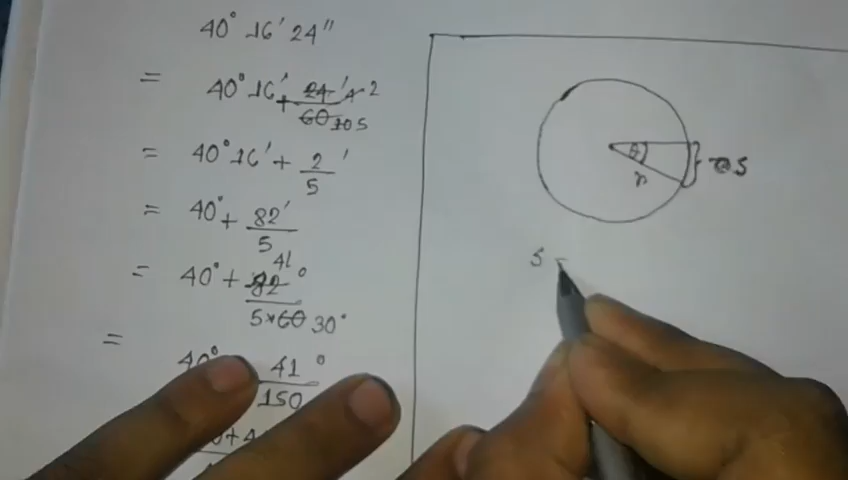 40° 16' 24"
= 40° 16' + 24'/60 4 2 10 5
= 40° 16' + 2'/5
= 40° + 82'/5
= 40° + 82°/5*60 41 30°
= 40° 41°/150
θ r S
S =